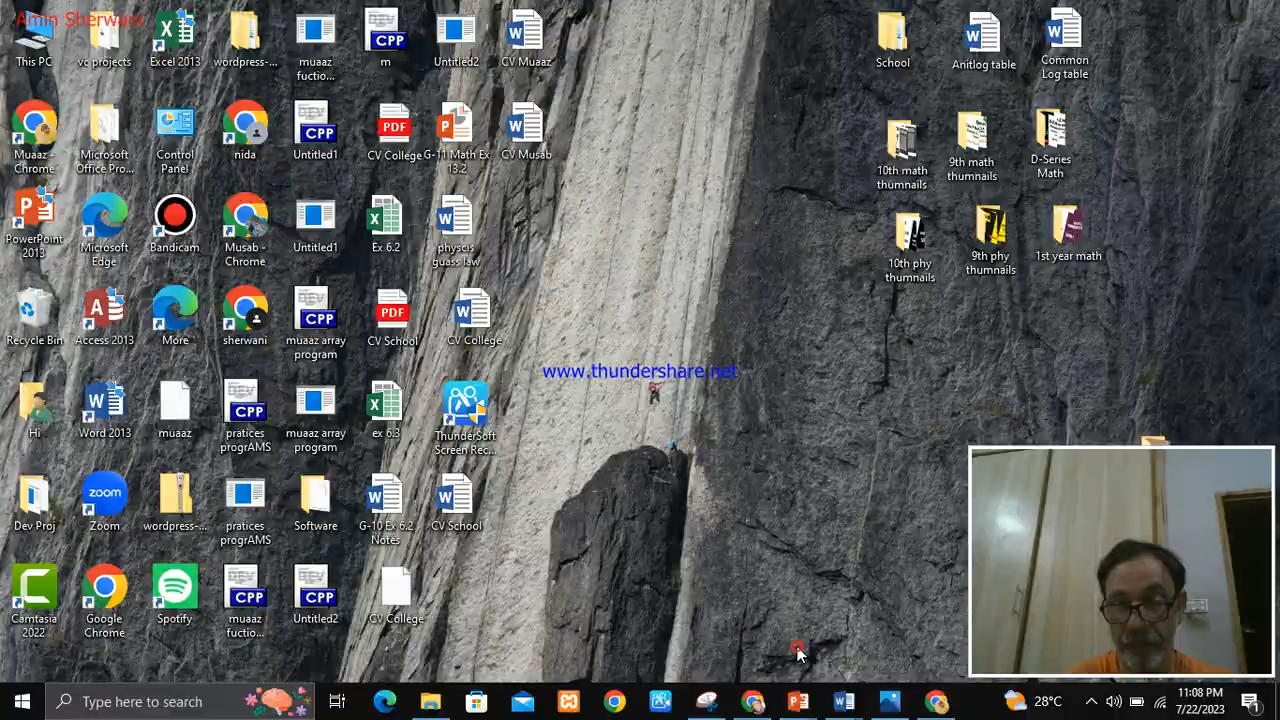 Amin Sherwani
This PC
vc projects
Excel 2013
wordpress-...
muaaz
fuctio...
CPP
m
Untitled2
CV Muaaz
School
Anitlog table
Common
Log table
Muaaz -
Chrome
Microsoft
Office Pro...
Control
Panel
nida
CPP
Untitled1
PDF
CV College
G-11 Math Ex
13.2
CV Musab
10th math
thumnails
9th math
thumnails
D-Series
Math
PowerPoint
2013
Microsoft
Edge
Bandicam
Musab -
Chrome
Untitled1
Ex 6.2
physcis
guass law
10th phy
thumnails
9th phy
thumnails
1st year math
Recycle Bin
Access 2013
More
sherwani
CPP
muaaz array
program
PDF
CV School
CV College
www.thundershare.net
Hi
Word 2013
muaaz
CPP
pratices
progrAMS
muaaz array
program
ex 6.3
ThunderSoft
Screen Rec...
Dev Proj
zoom
Zoom
wordpress-...
pratices
progrAMS
Software
G-10 Ex 6.2
Notes
CV School
Camtasia
2022
Google
Chrome
Spotify
CPP
muaaz
fuctio...
CPP
Untitled2
CV College
Type here to search
28°C
11:08 PM
7/22/2023